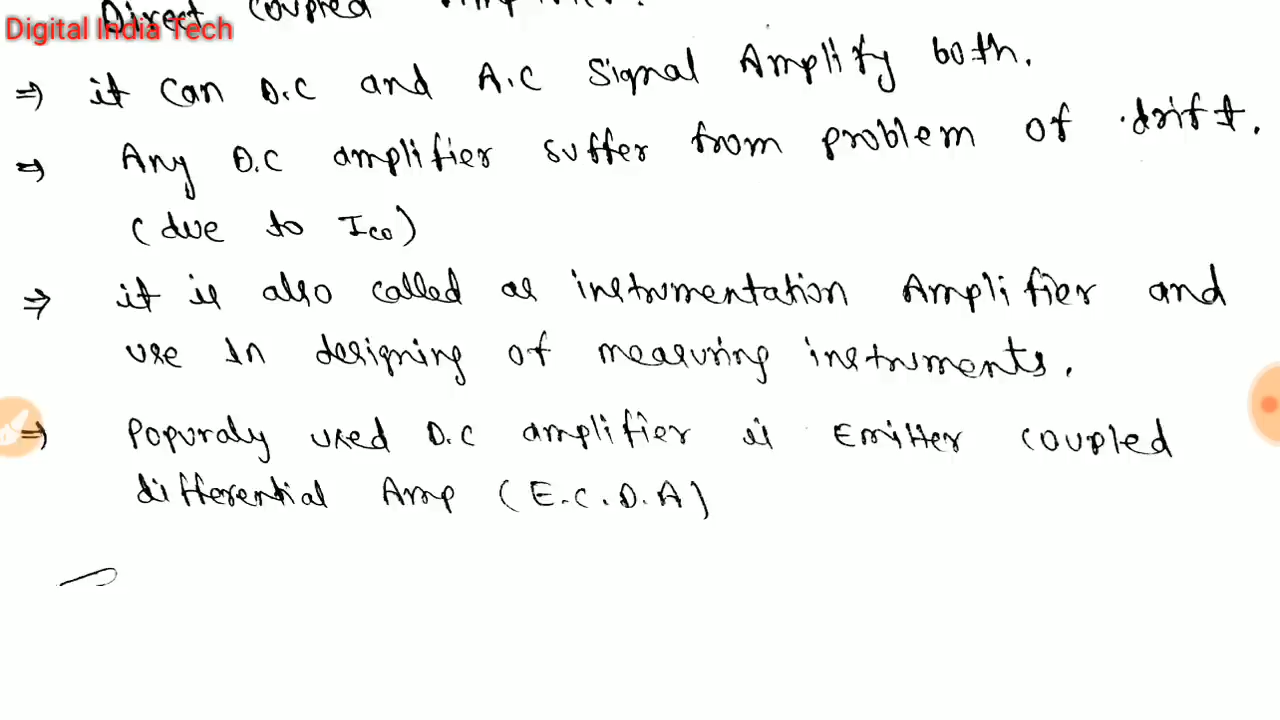 Direct Coupled
Digital India Tech
⇒ it Can D.C and A.C Signal Amplify both.
⇒ Any D.C amplifier suffer from problem of drift.
(due to Ico)
⇒ it is also called as instrumentation Amplifier and
use in designing of measuring instruments.
⇒ Popuraly used D.C amplifier is Emitter coupled
differential Amp (E.C.D.A)